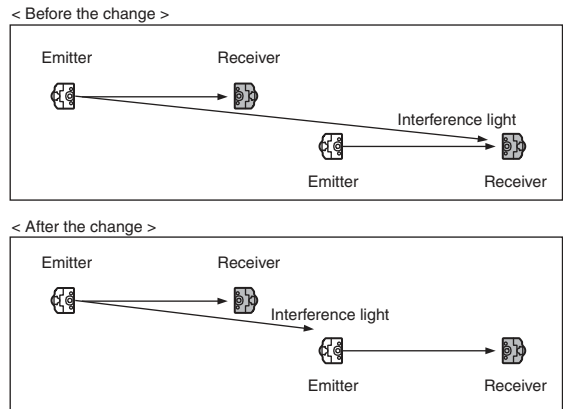 < Before the change >
Emitter Receiver
Interference light
Emitter Receiver
< After the change >
Emitter Receiver
Interference light
Emitter Receiver